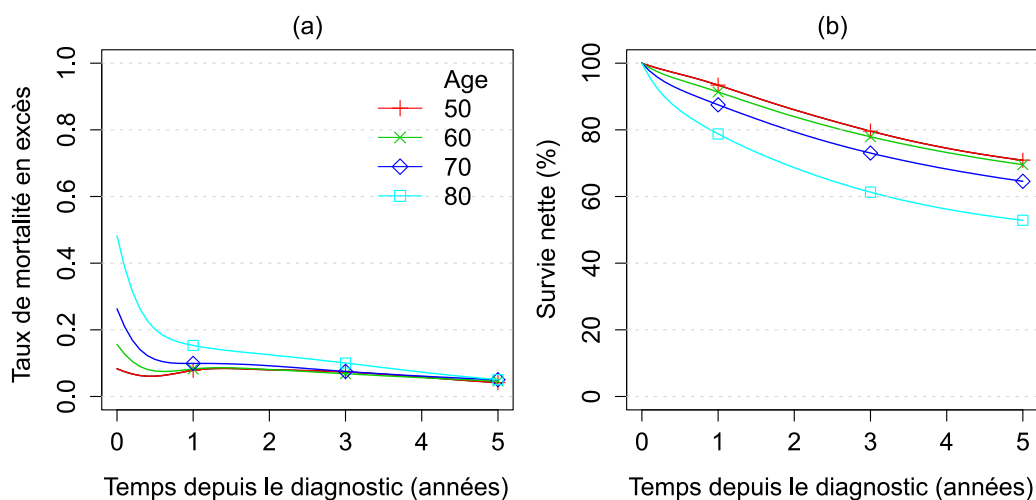 (a)
Taux de mortalité en excès
1.0
0.8
0.6
0.4
0.2
0.0
Age
50
60
70
80
0 1 2 3 4 5
Temps depuis le diagnostic (années)
(b)
Survie nette (%)
100
80
60
40
20
0
0 1 2 3 4 5
Temps depuis le diagnostic (années)